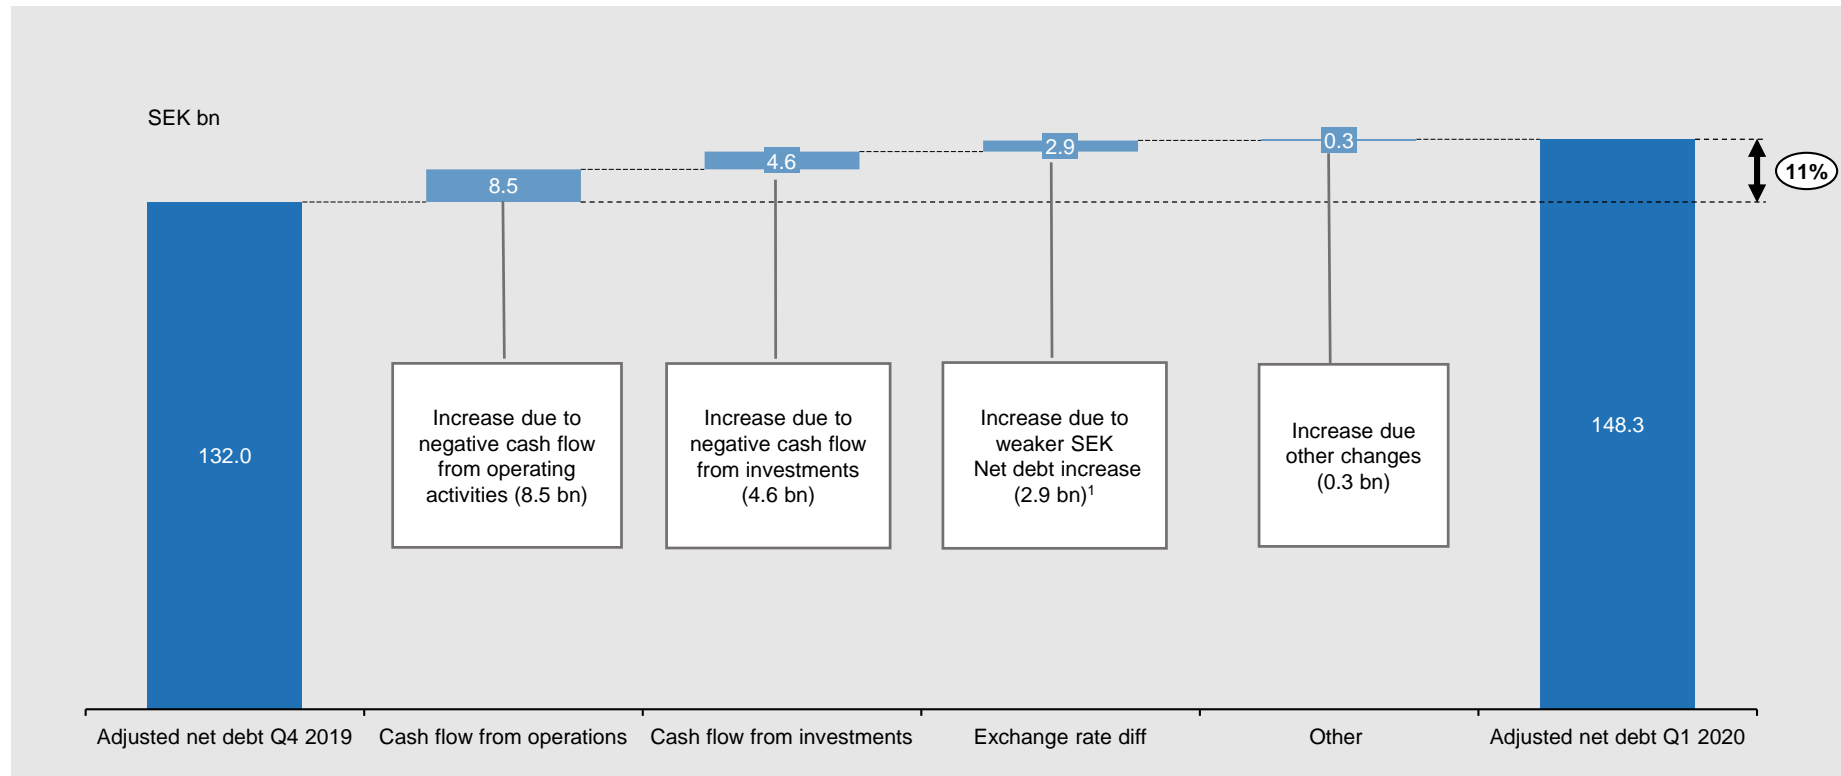 SEK bn
132.0
8.5
4.6
2.9
0.3
148.3
11%
Increase due to
negative cash flow
from operating
activities (8.5 bn)
Increase due to
negative cash flow
from investments
(4.6 bn)
Increase due to
weaker SEK
Net debt increase
(2.9 bn)¹
Increase due
other changes
(0.3 bn)
Adjusted net debt Q4 2019
Cash flow from operations
Cash flow from investments
Exchange rate diff
Other
Adjusted net debt Q1 2020